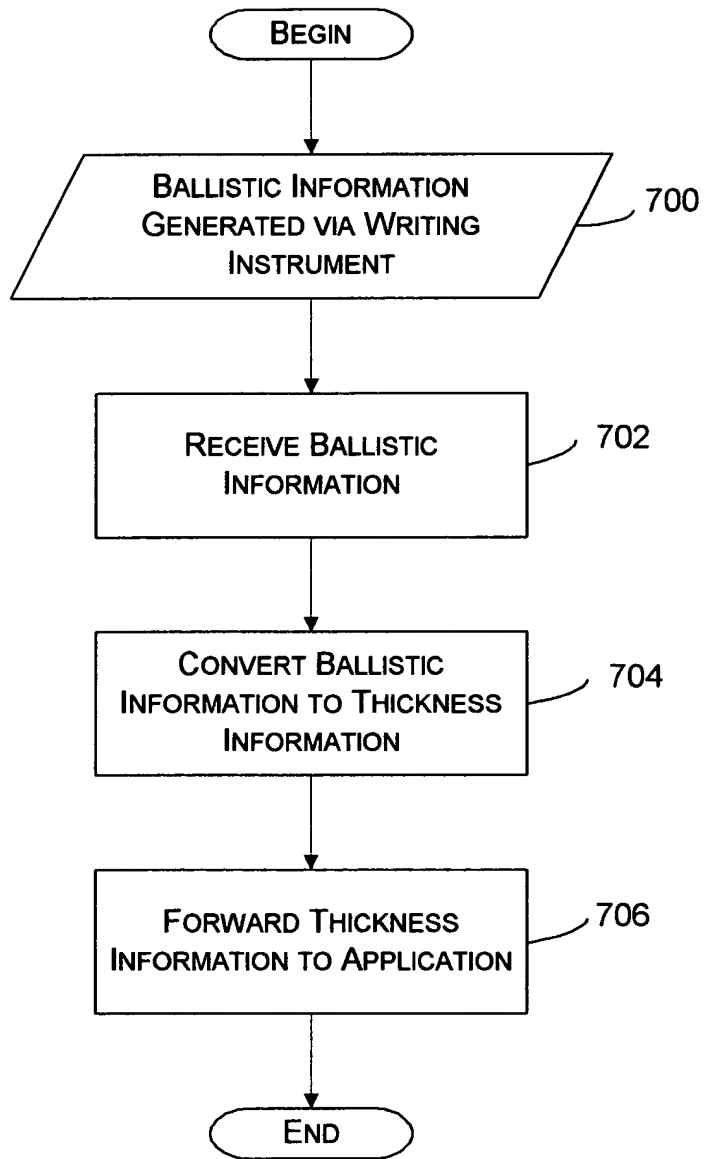 BEGIN
BALLISTIC INFORMATION
GENERATED VIA WRITING
INSTRUMENT
700
RECEIVE BALLISTIC
INFORMATION
702
CONVERT BALLISTIC
INFORMATION TO THICKNESS
INFORMATION
704
FORWARD THICKNESS
INFORMATION TO APPLICATION
706
END